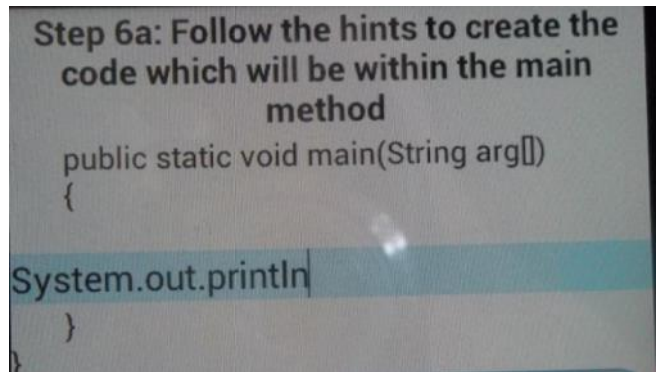 Step 6a: Follow the hints to create the
code which will be within the main
method
public static void main(String arg[])
{
System.out.println
}
}